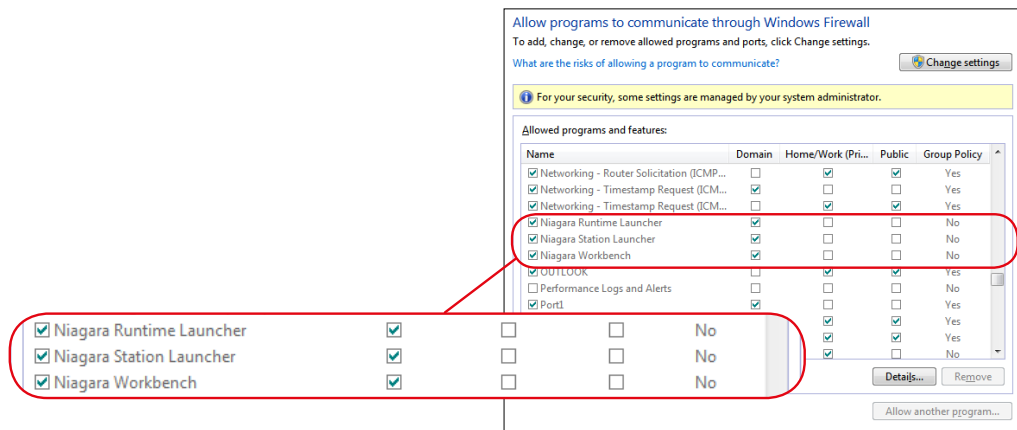 Allow programs to communicate through Windows Firewall
To add, change, or remove allowed programs and ports, click Change settings.
What are the risks of allowing a program to communicate?
Change settings
For your security, some settings are managed by your system administrator.
Allowed programs and features:
Name Domain Home/Work (Pri... Public Group Policy
Networking - Router Solicitation (ICMP... Yes
Networking - Timestamp Request (ICM... No
Networking - Timestamp Request (ICM... Yes
Niagara Runtime Launcher No
Niagara Station Launcher No
Niagara Workbench No
OUTLOOK Yes
Performance Logs and Alerts No
Port1 Yes
Yes
Yes
No
Niagara Runtime Launcher No
Niagara Station Launcher No
Niagara Workbench No
Details... Remove
Allow another program...